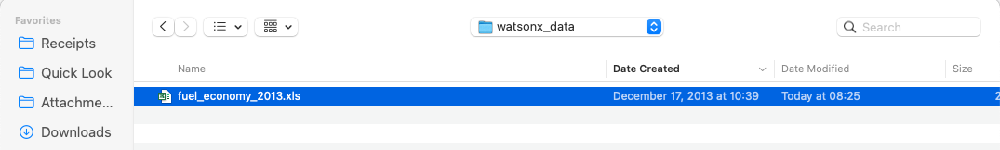 Favorites
Receipts
Quick Look
Attachme...
Downloads
watsonx_data
Search
Name Date Created Date Modified Size
fuel_economy_2013.xls December 17, 2013 at 10:39 Today at 08:25 2